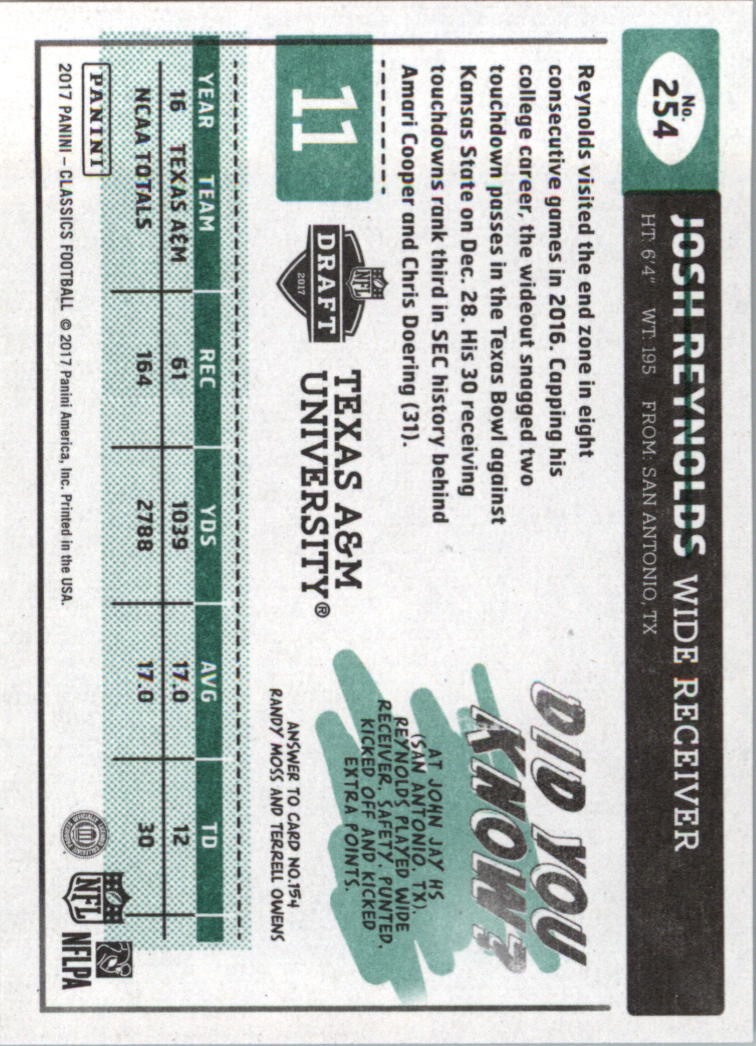 No.
254
JOSH REYNOLDS WIDE RECEIVER
HT: 6'4" WT: 195 FROM: SAN ANTONIO, TX
Reynolds visited the end zone in eight
consecutive games in 2016. Capping his
college career, the wideout snagged two
touchdown passes in the Texas Bowl against
Kansas State on Dec. 28. His 30 receiving
touchdowns rank third in SEC history behind
Amari Cooper and Chris Doering (31).
DID YOU
KNOW?
AT JOHN JAY HS
(SAN ANTONIO, TX),
REYNOLDS PLAYED WIDE
RECEIVER, SAFETY, PUNTED,
KICKED OFF AND KICKED
EXTRA POINTS.
ANSWER TO CARD NO.154
RANDY MOSS AND TERRELL OWENS
11
NFL
DRAFT
2017
TEXAS A&M
UNIVERSITY®
YEAR TEAM REC YDS AVG TD
16 TEXAS A&M 61 1039 17.0 12
NCAA TOTALS 164 2788 17.0 30
PANINI
2017 PANINI – CLASSICS FOOTBALL © 2017 Panini America, Inc. Printed in the USA.
NFL
NFLPA